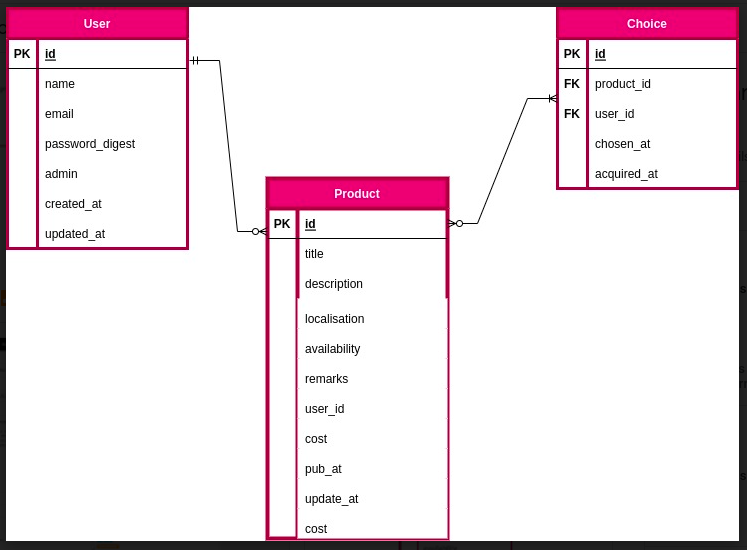 User
PK id
name
email
password_digest
admin
created_at
updated_at
Choice
PK id
FK product_id
FK user_id
chosen_at
acquired_at
Product
PK id
title
description
localisation
availability
remarks
user_id
cost
pub_at
update_at
cost